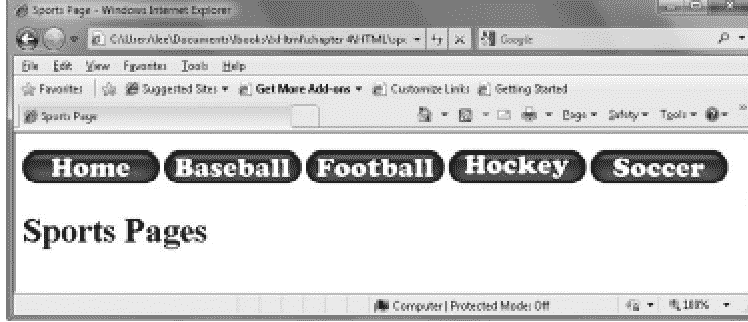 Sports Page - Windows Internet Explorer
Google
File Edit View Favorites Tools Help
Favorites Suggested Sites Get More Add-ons Customize Links Getting Started
Sports Page Page Safety Tools
Home Baseball Football Hockey Soccer
Sports Pages
Computer | Protected Mode: Off 100%